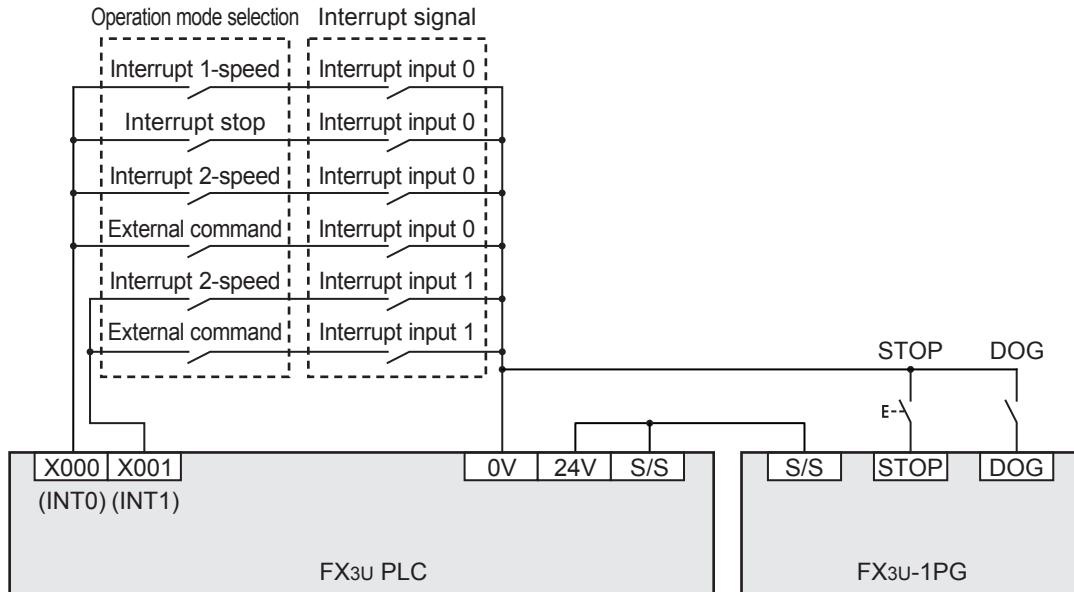 Operation mode selection Interrupt signal
Interrupt 1-speed Interrupt input 0
Interrupt stop Interrupt input 0
Interrupt 2-speed Interrupt input 0
External command Interrupt input 0
Interrupt 2-speed Interrupt input 1
External command Interrupt input 1
STOP DOG
E
X000 X001 0V 24V S/S S/S STOP DOG
(INT0) (INT1)
FX3U PLC FX3U-1PG